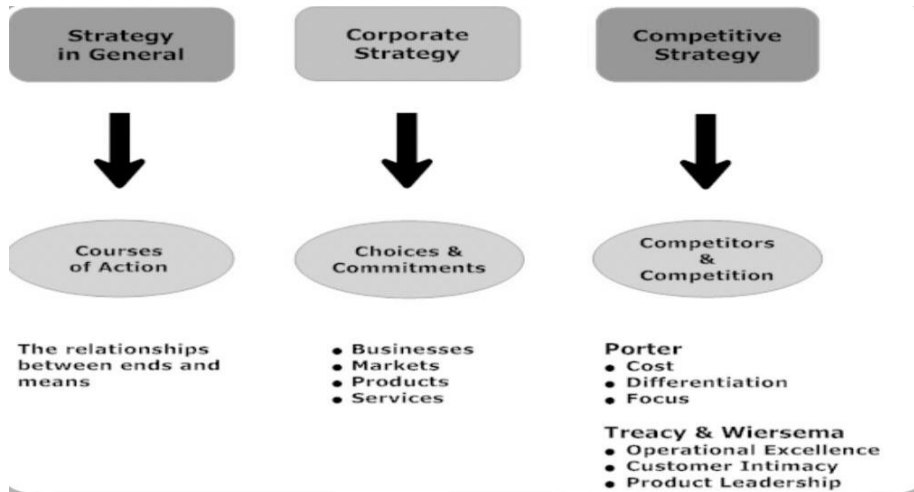 Strategy
in General
Corporate
Strategy
Competitive
Strategy
Courses
of Action
Choices &
Commitments
Competitors
&
Competition
The relationships
between ends and
means
● Businesses
● Markets
● Products
● Services
Porter
● Cost
● Differentiation
● Focus
Treacy & Wiersema
● Operational Excellence
● Customer Intimacy
● Product Leadership